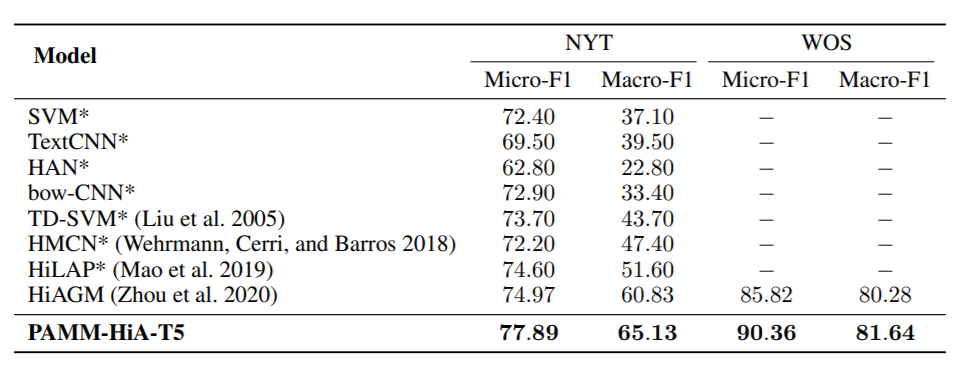 Model NYT WOS
Micro-F1 Macro-F1 Micro-F1 Macro-F1
SVM* 72.40 37.10 – –
TextCNN* 69.50 39.50 – –
HAN* 62.80 22.80 – –
bow-CNN* 72.90 33.40 – –
TD-SVM* (Liu et al. 2005) 73.70 43.70 – –
HMCN* (Wehrmann, Cerri, and Barros 2018) 72.20 47.40 – –
HiLAP* (Mao et al. 2019) 74.60 51.60 – –
HiAGM (Zhou et al. 2020) 74.97 60.83 85.82 80.28
PAMM-HiA-T5 77.89 65.13 90.36 81.64